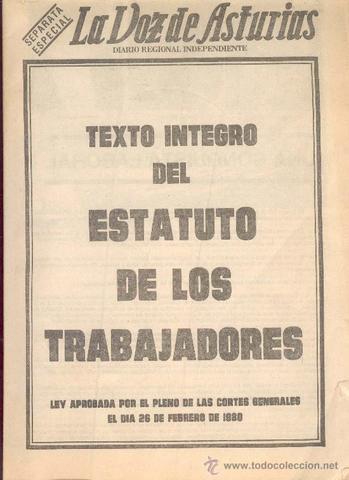 SEPARATA
ESPECIAL
La Voz de Asturias
DIARIO REGIONAL INDEPENDIENTE
TEXTO INTEGRO
DEL
ESTATUTO
DE LOS
TRABAJADORES
LEY APROBADA POR EL PLENO DE LAS CORTES GENERALES
EL DIA 26 DE FEBRERO DE 1980
www.todocoleccion.net